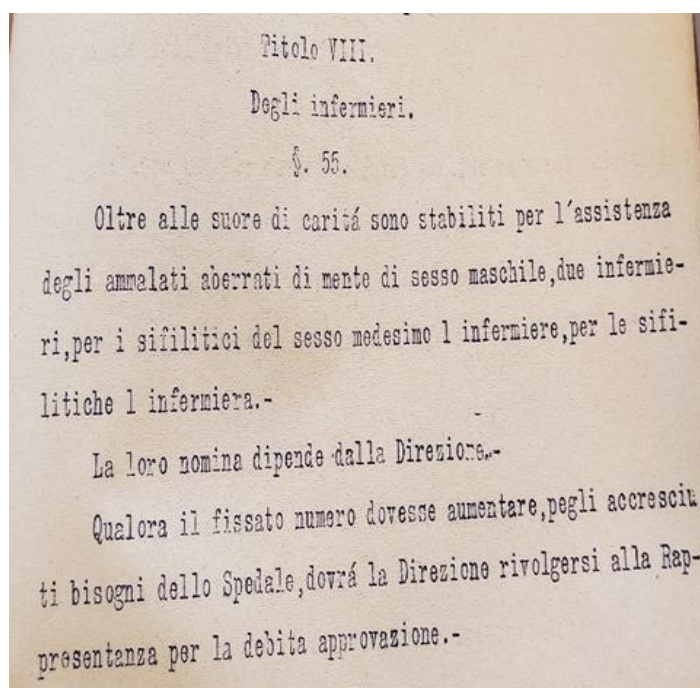 Titolo VIII.
Degli infermieri.
§. 55.
Oltre alle suore di caritá sono stabiliti per l'assistenza
degli ammalati aberrati di mente di sesso maschile,due infermie-
ri,per i sifilitici del sesso medesimo 1 infermiere,per le sifi-
litiche 1 infermiera.-
La loro nomina dipende dalla Direzione.-
Qualora il fissato numero dovesse aumentare,pegli accresciu
ti bisogni dello Spedale,dovrá la Direzione rivolgersi alla Rap-
presentanza per la debita approvazione.-